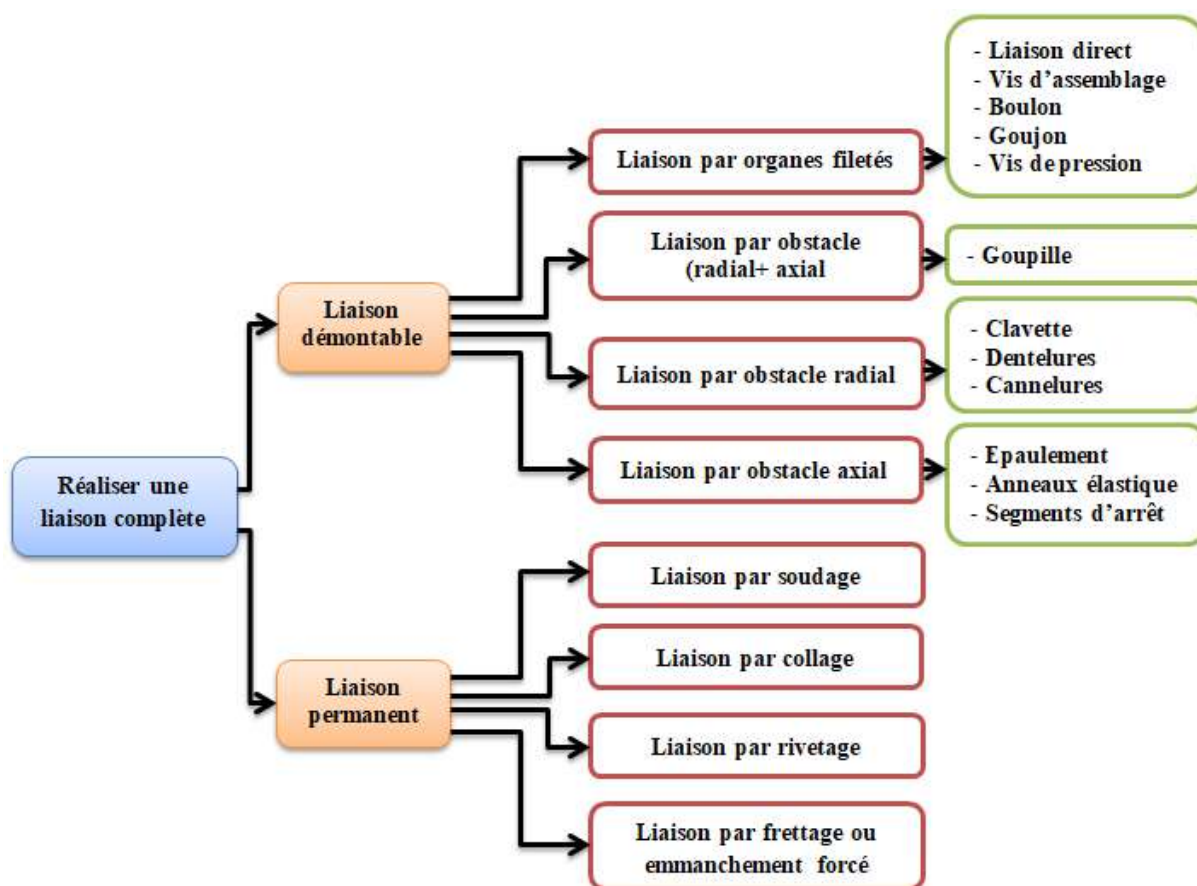 Réaliser une
liaison complète
Liaison
démontable
Liaison par organes filetés
- Liaison direct
- Vis d’assemblage
- Boulon
- Goujon
- Vis de pression
Liaison par obstacle
(radial+ axial
- Goupille
Liaison par obstacle radial
- Clavette
- Dentelures
- Cannelures
Liaison par obstacle axial
- Epaulement
- Anneaux élastique
- Segments d’arrêt
Liaison
permanent
Liaison par soudage
Liaison par collage
Liaison par rivetage
Liaison par frettage ou
emmanchement forcé